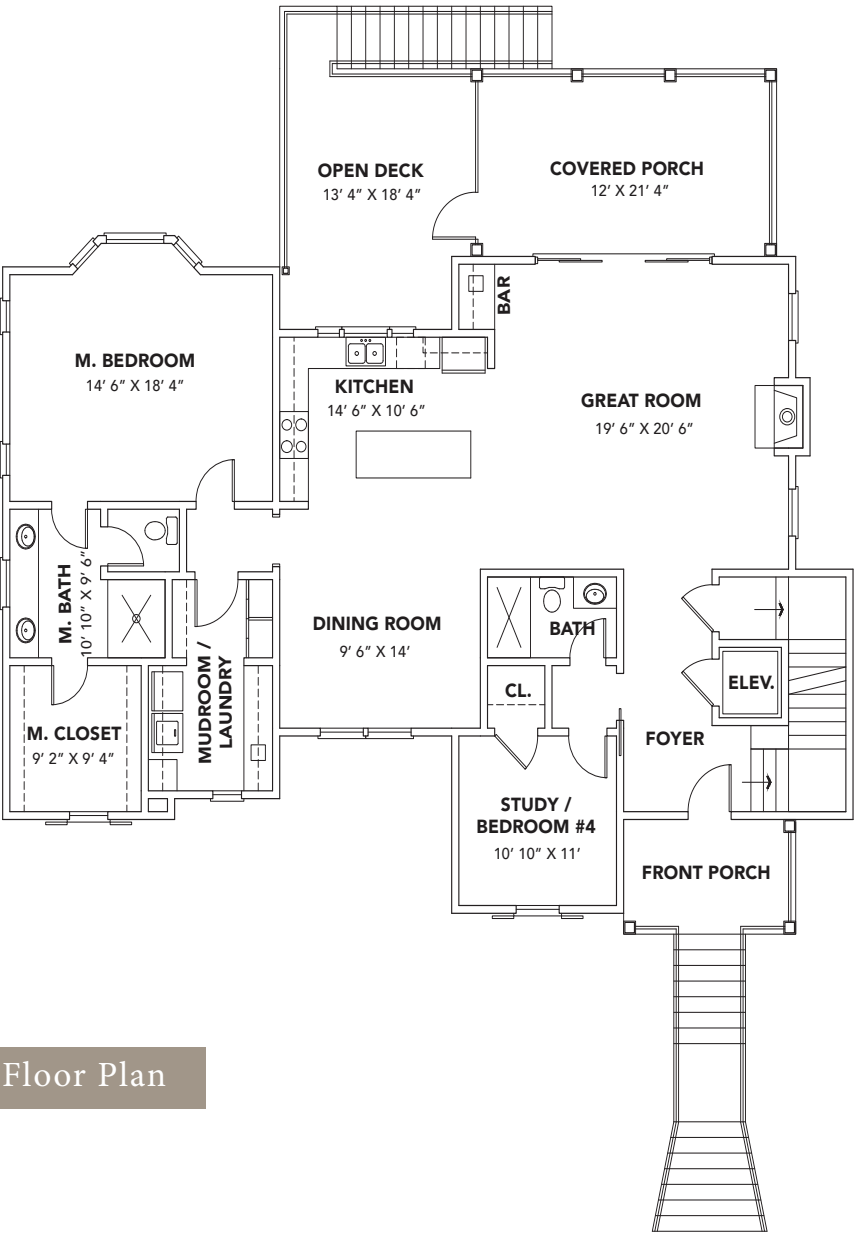 OPEN DECK
13' 4" X 18' 4"
COVERED PORCH
12' X 21' 4"
BAR
M. BEDROOM
14' 6" X 18' 4"
KITCHEN
14' 6" X 10' 6"
GREAT ROOM
19' 6" X 20' 6"
M. BATH
10' 10" X 9' 6"
DINING ROOM
9' 6" X 14'
BATH
MUDROOM /
LAUNDRY
CL.
ELEV.
M. CLOSET
9' 2" X 9' 4"
FOYER
STUDY /
BEDROOM #4
10' 10" X 11'
FRONT PORCH
Floor Plan